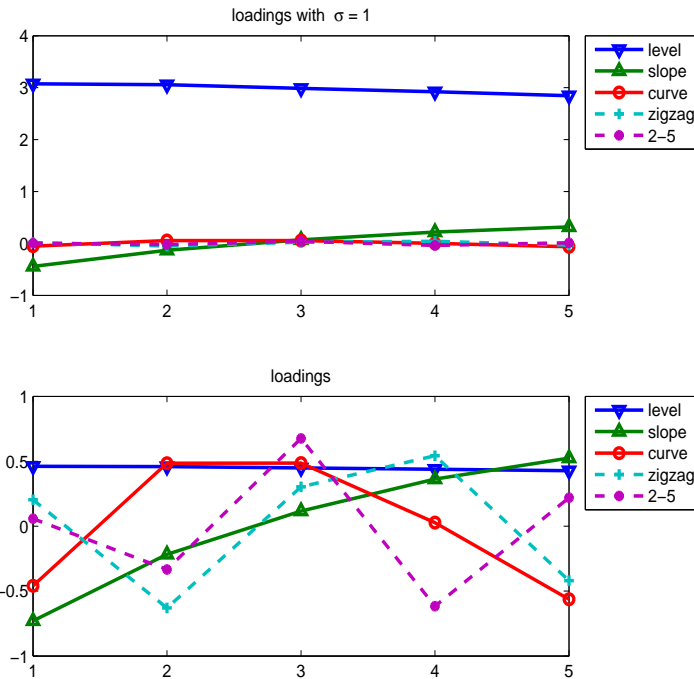 loadings with σ = 1
4
3
2
1
0
−1
1
2
3
4
5
level
slope
curve
zigzag
2−5
loadings
1
0.5
0
−0.5
−1
1
2
3
4
5
level
slope
curve
zigzag
2−5